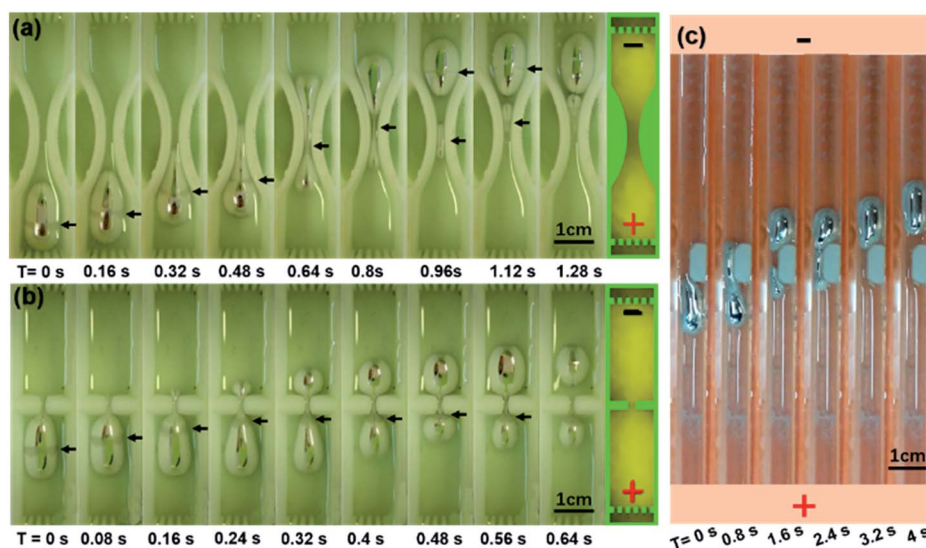 (a)
−
+
1cm
T= 0 s 0.16 s 0.32 s 0.48 s 0.64 s 0.8s 0.96s 1.12 s 1.28 s
(b)
−
+
1cm
T = 0 s 0.08 s 0.16 s 0.24 s 0.32 s 0.4 s 0.48 s 0.56 s 0.64 s
(c)
−
1cm
+
T= 0 s 0.8 s 1.6 s 2.4 s 3.2 s 4 s